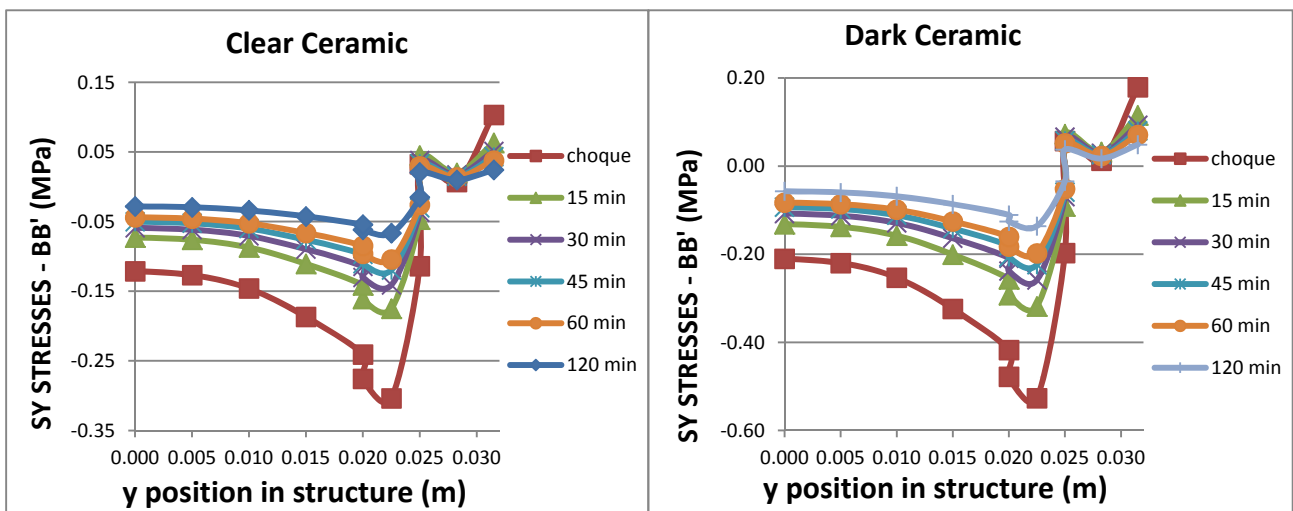 Clear Ceramic
SY STRESSES - BB' (MPa)
0.15
0.05
-0.05
-0.15
-0.25
-0.35
0.000 0.005 0.010 0.015 0.020 0.025 0.030
y position in structure (m)
choque
15 min
30 min
45 min
60 min
120 min
Dark Ceramic
SY STRESSES - BB' (MPa)
0.20
0.00
-0.20
-0.40
-0.60
0.000 0.005 0.010 0.015 0.020 0.025 0.030
y position in structure (m)
choque
15 min
30 min
45 min
60 min
120 min